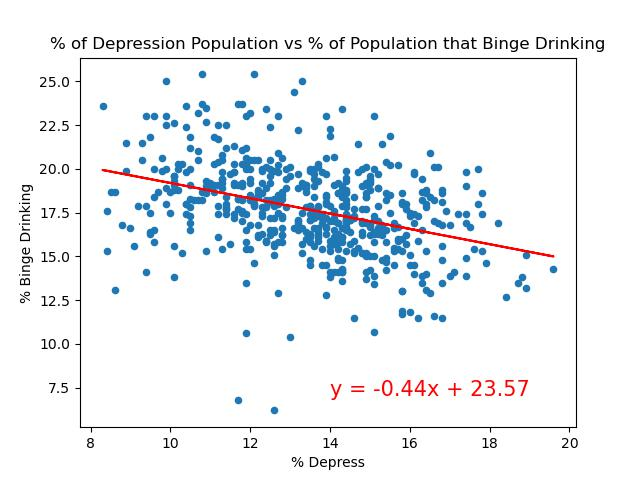 % of Depression Population vs % of Population that Binge Drinking
25.0
22.5
20.0
17.5
15.0
12.5
10.0
7.5
% Binge Drinking
y = -0.44x + 23.57
8 10 12 14 16 18 20
% Depress